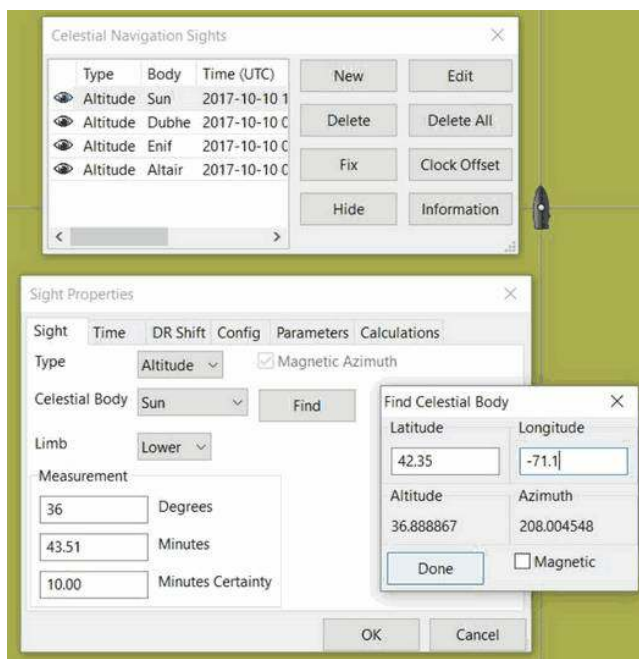 Celestial Navigation Sights
Type Body Time (UTC)
Altitude Sun 2017-10-10 1
Altitude Dubhe 2017-10-10 0
Altitude Enif 2017-10-10 0
Altitude Altair 2017-10-10 0
New Edit
Delete Delete All
Fix Clock Offset
Hide Information
Sight Properties
Sight Time DR Shift Config Parameters Calculations
Type Altitude Magnetic Azimuth
Celestial Body Sun Find
Limb Lower
Measurement
36 Degrees
43.51 Minutes
10.00 Minutes Certainty
OK Cancel
Find Celestial Body
Latitude Longitude
42.35 -71.1
Altitude Azimuth
36.888867 208.004548
Done Magnetic